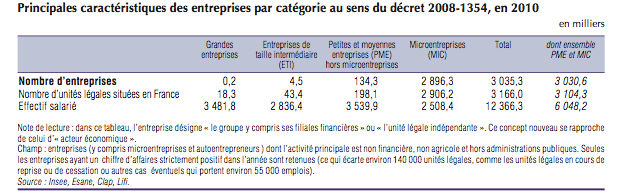 Principales caractéristiques des entreprises par catégorie au sens du décret 2008-1354, en 2010
en milliers
Grandes entreprises Entreprises de taille intermédiaire (ETI) Petites et moyennes entreprises (PME) hors microentreprises Microentreprises (MIC) Total dont ensemble PME et MIC
Nombre d'entreprises 0,2 4,5 134,3 2 896,3 3 035,3 3 030,6
Nombre d'unités légales situées en France 18,3 43,4 198,1 2 906,2 3 166,0 3 104,3
Effectif salarié 3 481,8 2 836,4 3 539,9 2 508,4 12 366,3 6 048,2
Note de lecture : dans ce tableau, l'entreprise désigne « le groupe y compris ses filiales financières » ou « l'unité légale indépendante ». Ce concept nouveau se rapproche
de celui d'« acteur économique ».
Champ : entreprises (y compris microentreprises et autoentrepreneurs) dont l'activité principale est non financière, non agricole et hors administrations publiques. Seules
les entreprises ayant un chiffre d'affaires strictement positif dans l'année sont retenues (ce qui écarte environ 140 000 unités légales, comme les unités légales en cours de
reprise ou de cessation ou autres cas éventuels qui portent environ 55 000 emplois).
Source : Insee, Esane, Clap, Lifi.